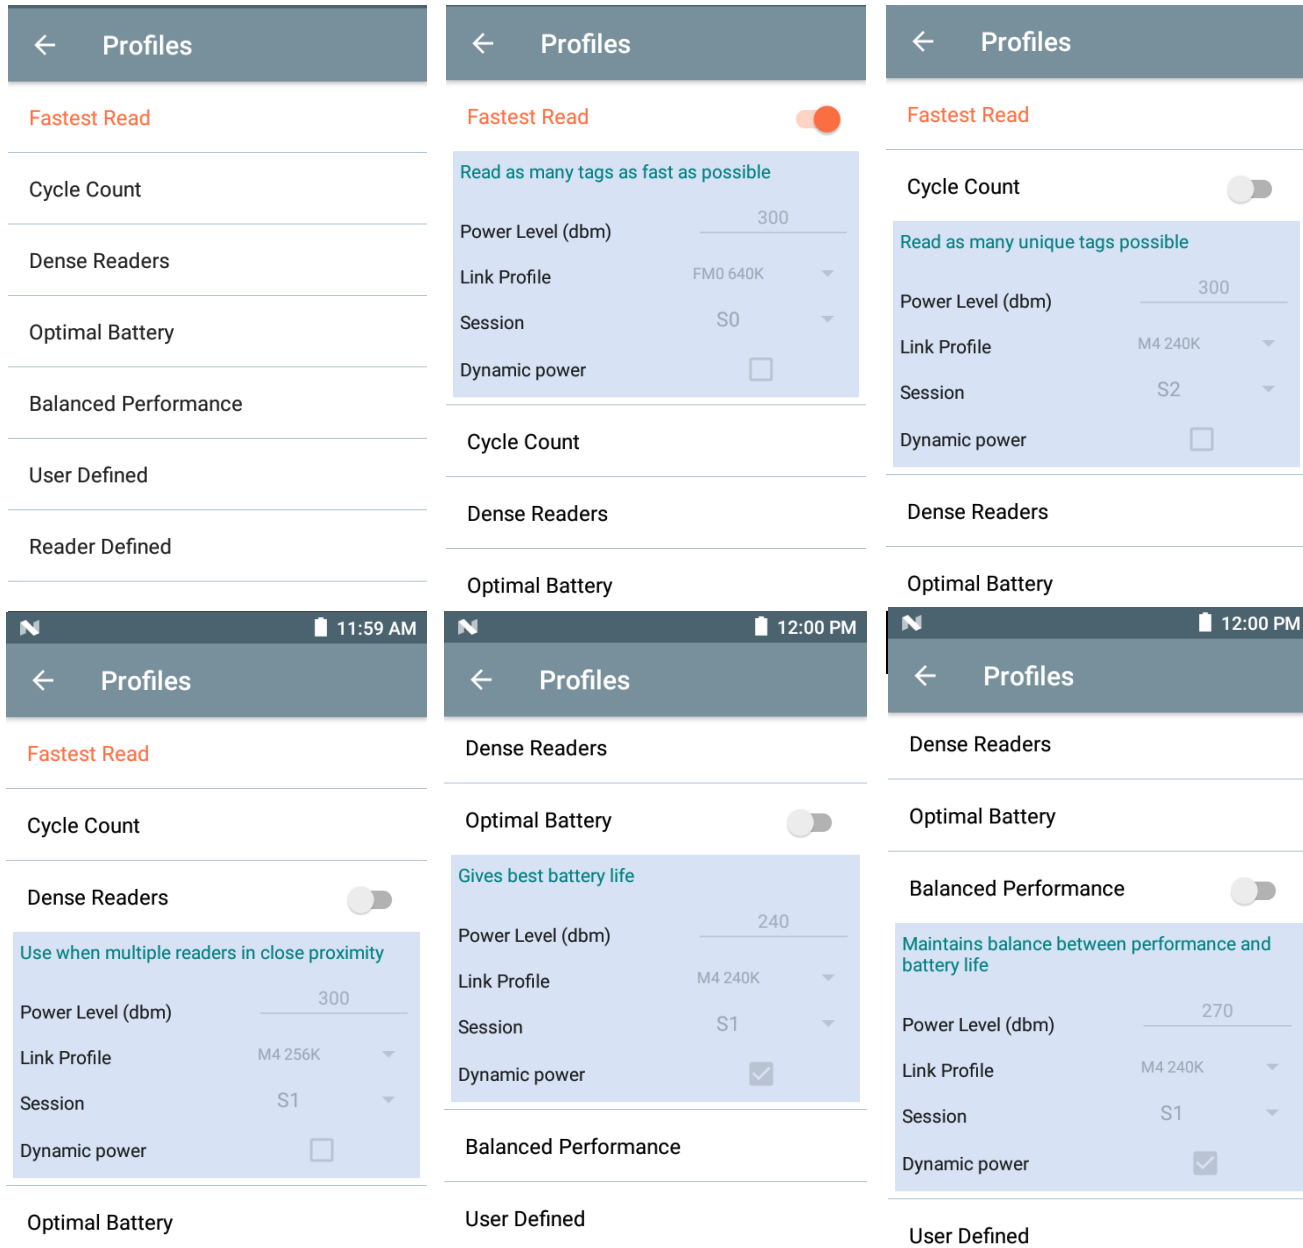 Profiles
Fastest Read
Cycle Count
Dense Readers
Optimal Battery
Balanced Performance
User Defined
Reader Defined
Profiles
Fastest Read
Read as many tags as fast as possible
Power Level (dbm) 300
Link Profile FM0 640K
Session S0
Dynamic power
Cycle Count
Dense Readers
Optimal Battery
Profiles
Fastest Read
Cycle Count
Read as many unique tags possible
Power Level (dbm) 300
Link Profile M4 240K
Session S2
Dynamic power
Dense Readers
Optimal Battery
11:59 AM
Profiles
Fastest Read
Cycle Count
Dense Readers
Use when multiple readers in close proximity
Power Level (dbm) 300
Link Profile M4 256K
Session S1
Dynamic power
Optimal Battery
12:00 PM
Profiles
Dense Readers
Optimal Battery
Gives best battery life
Power Level (dbm) 240
Link Profile M4 240K
Session S1
Dynamic power
Balanced Performance
User Defined
12:00 PM
Profiles
Dense Readers
Optimal Battery
Balanced Performance
Maintains balance between performance and
battery life
Power Level (dbm) 270
Link Profile M4 240K
Session S1
Dynamic power
User Defined